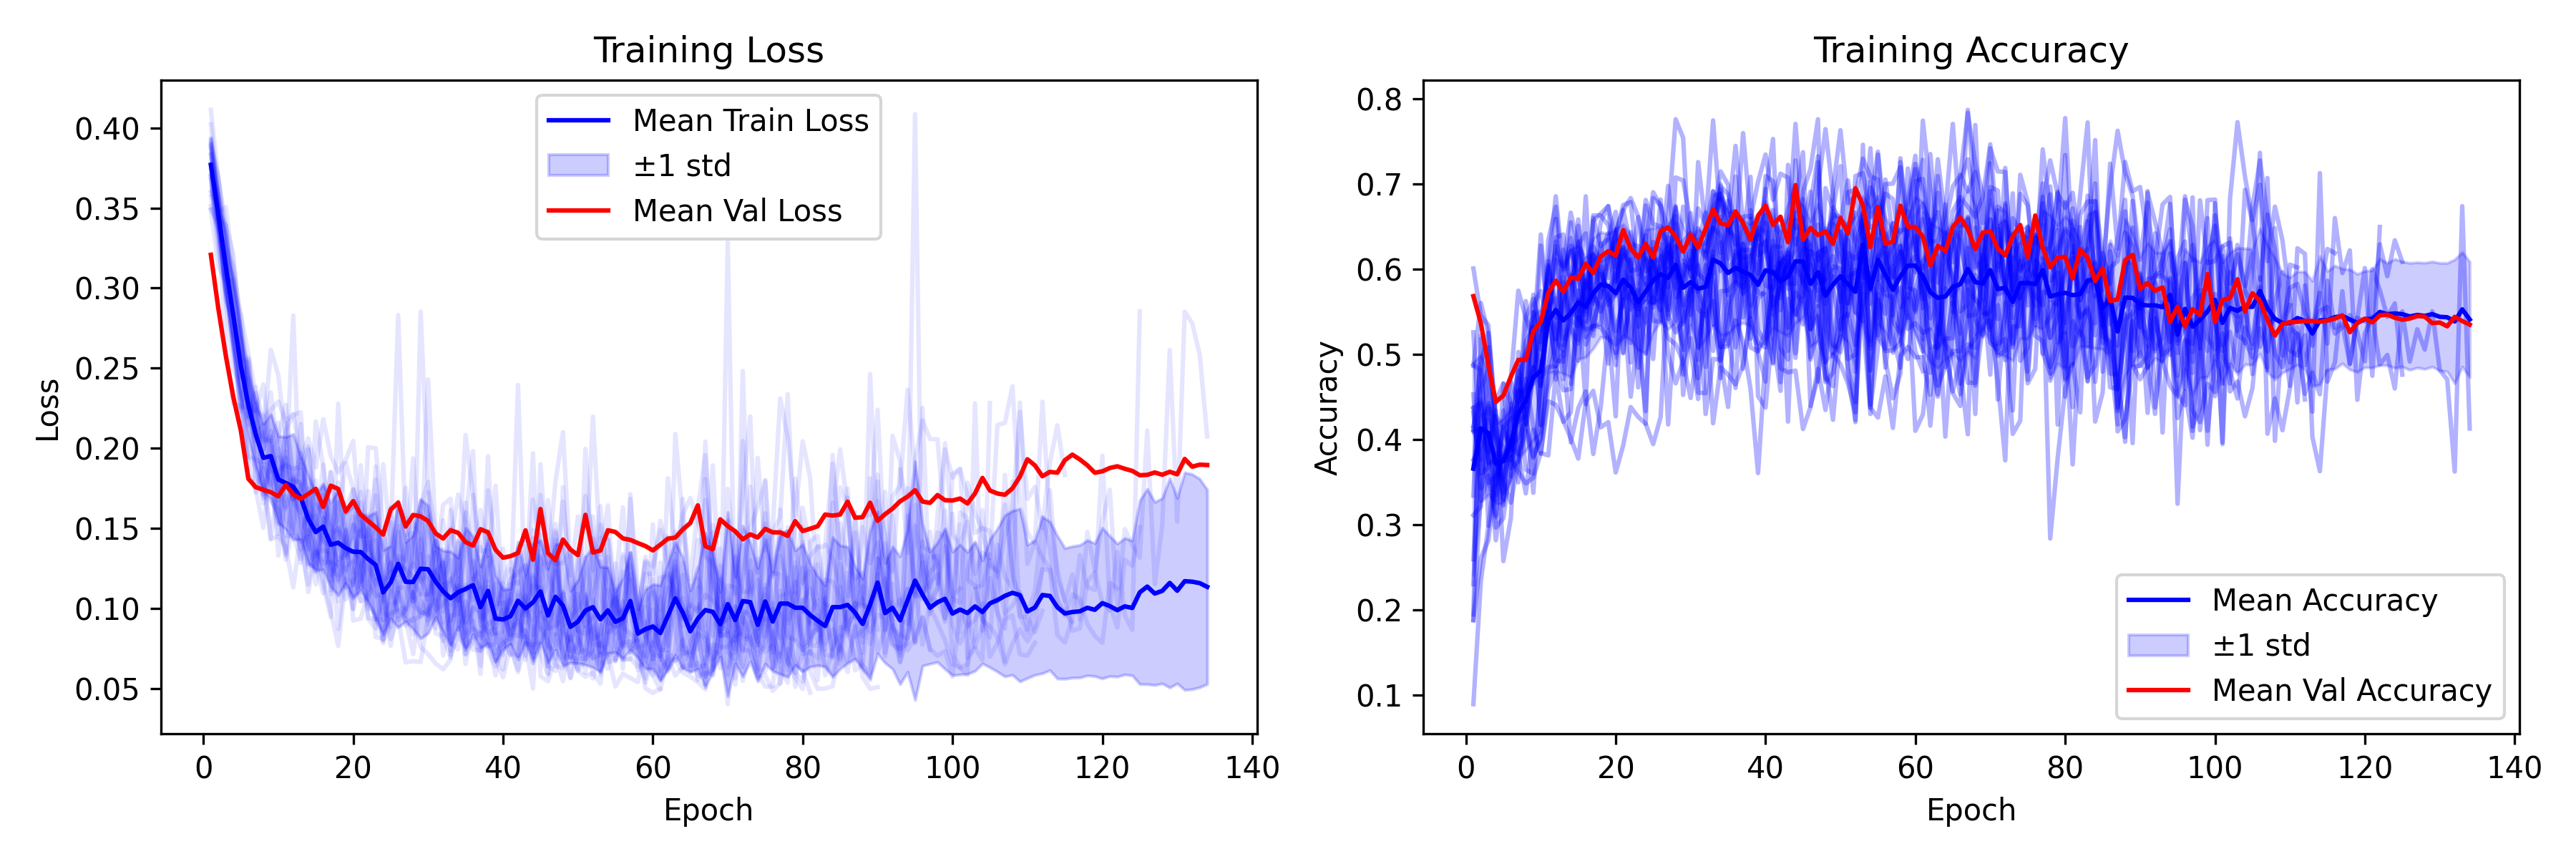 Training Loss
0.40
0.35
0.30
0.25
0.20
0.15
0.10
0.05
Loss
Mean Train Loss
±1 std
Mean Val Loss
0 20 40 60 80 100 120 140
Epoch
Training Accuracy
0.8
0.7
0.6
0.5
0.4
0.3
0.2
0.1
Accuracy
Mean Accuracy
±1 std
Mean Val Accuracy
0 20 40 60 80 100 120 140
Epoch